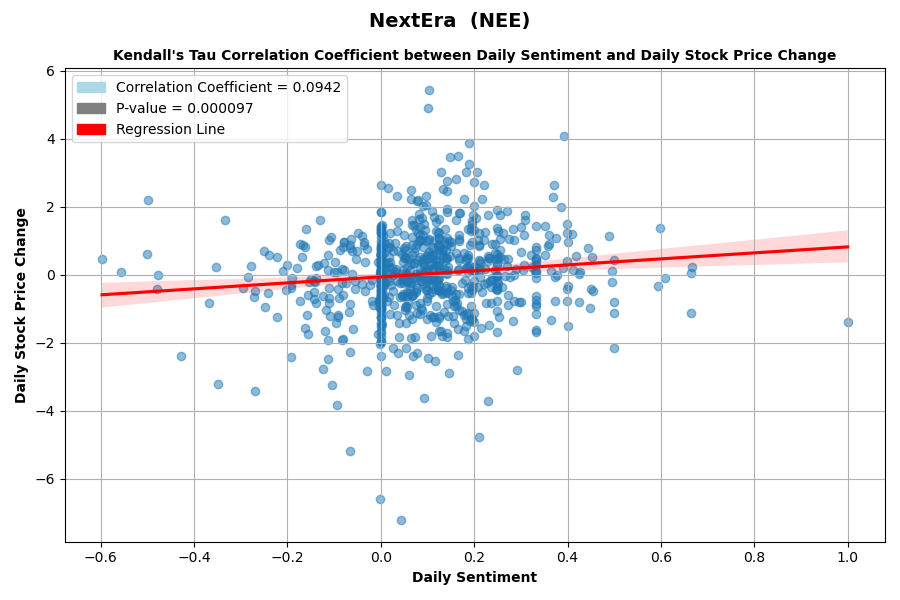 NextEra (NEE)
Kendall's Tau Correlation Coefficient between Daily Sentiment and Daily Stock Price Change
Correlation Coefficient = 0.0942
P-value = 0.000097
Regression Line
Daily Stock Price Change
6
4
2
0
−2
−4
−6
−0.6 −0.4 −0.2 0.0 0.2 0.4 0.6 0.8 1.0
Daily Sentiment